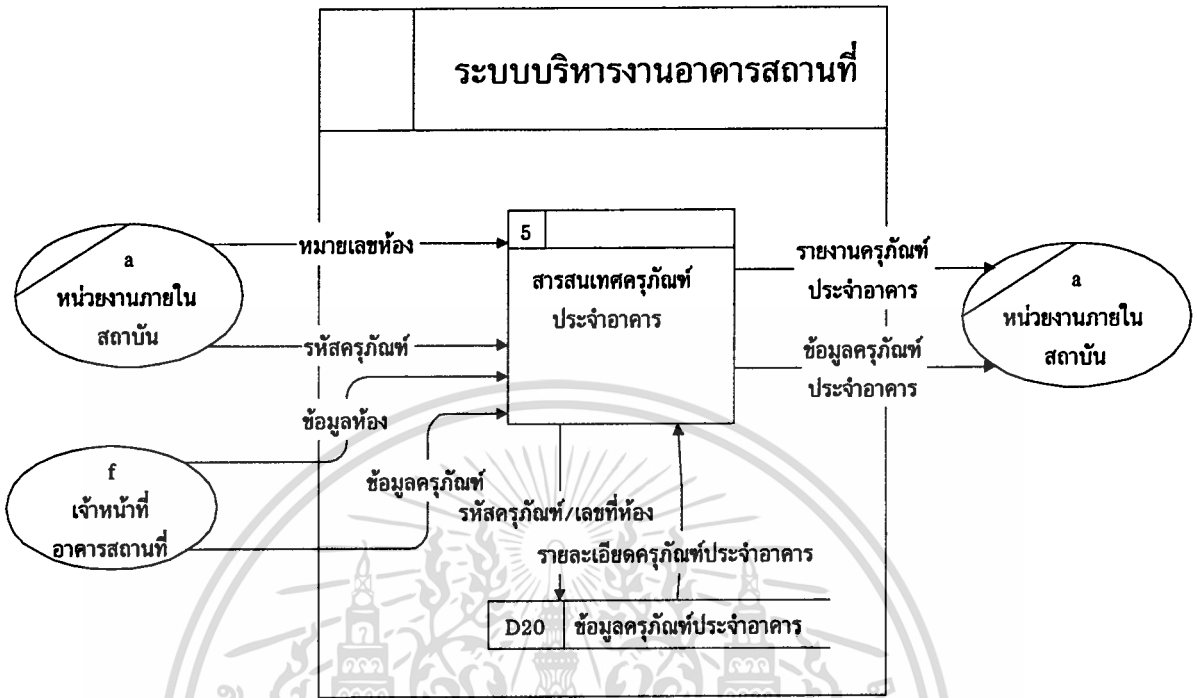 ระบบบริหารงานอาคารสถานที่
a
หน่วยงานภายใน
สถาบัน
หมายเลขห้อง
รหัสครุภัณฑ์
ข้อมูลห้อง
f
เจ้าหน้าที่
อาคารสถานที่
ข้อมูลครุภัณฑ์
5
สารสนเทศครุภัณฑ์
ประจำอาคาร
รหัสครุภัณฑ์/เลขที่ห้อง
รายละเอียดครุภัณฑ์ประจำอาคาร
D20 ข้อมูลครุภัณฑ์ประจำอาคาร
รายงานครุภัณฑ์
ประจำอาคาร
ข้อมูลครุภัณฑ์
ประจำอาคาร
a
หน่วยงานภายใน
สถาบัน